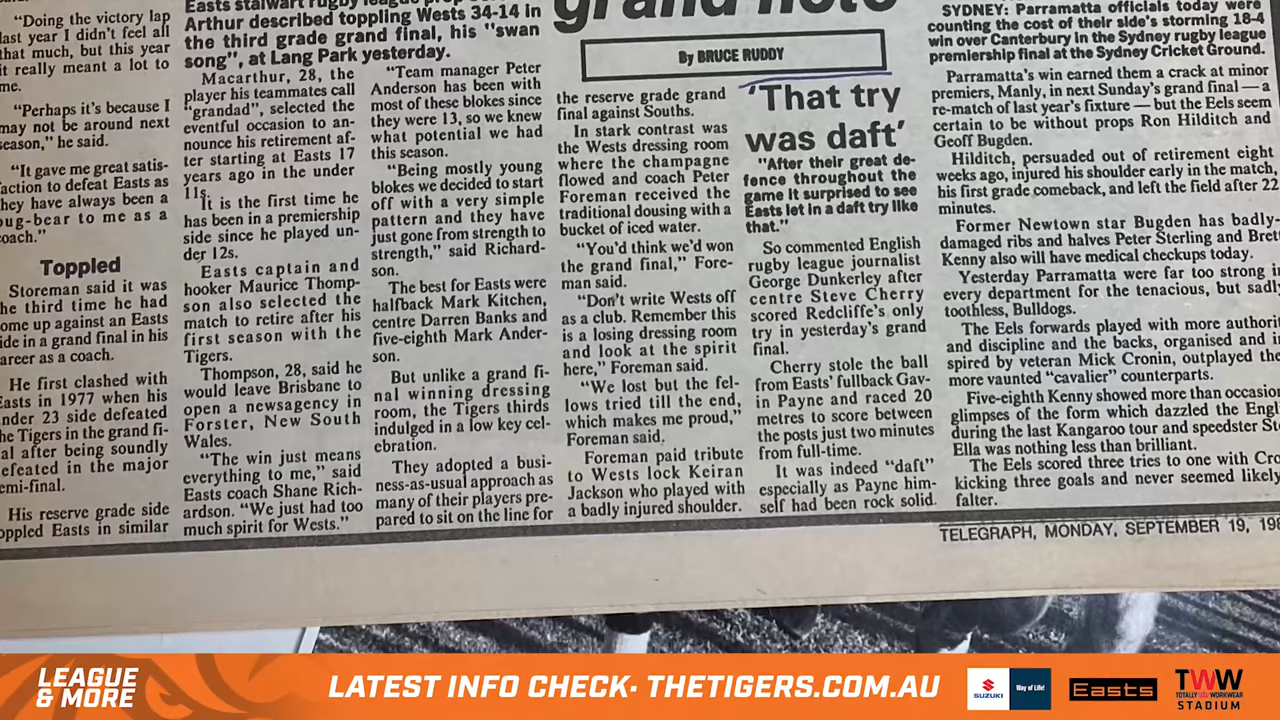 "Doing the victory lap
last year I didn't feel all
that much, but this year
it really meant a lot to
me.
"Perhaps it's because I
may not be around next
season," he said.
"It gave me great satis-
faction to defeat Easts as
they have always been a
bug-bear to me as a
coach."
Toppled
Storeman said it was
the third time he had
come up against an Easts
side in a grand final in his
career as a coach.
He first clashed with
Easts in 1977 when his
under 23 side defeated
the Tigers in the grand fi-
nal after being soundly
defeated in the major
semi-final.
His reserve grade side
toppled Easts in similar
Easts stalwart rugby league prop
Arthur described toppling Wests 34-14 in
the third grade grand final, his "swan
song", at Lang Park yesterday.
Macarthur, 28, the
player his teammates call
"grandad", selected the
eventful occasion to an-
nounce his retirement af-
ter starting at Easts 17
years ago in the under
11s.
It is the first time he
has been in a premiership
side since he played un-
der 12s.
Easts captain and
hooker Maurice Thomp-
son also selected the
match to retire after his
first season with the
Tigers.
Thompson, 28, said he
would leave Brisbane to
open a newsagency in
Forster, New South
Wales.
"The win just means
everything to me," said
Easts coach Shane Rich-
ardson. "We just had too
much spirit for Wests."
"Team manager Peter
Anderson has been with
most of these blokes since
they were 13, so we knew
what potential we had
this season.
"Being mostly young
blokes we decided to start
off with a very simple
pattern and they have
just gone from strength to
strength," said Richard-
son.
The best for Easts were
halfback Mark Kitchen,
centre Darren Banks and
five-eighth Mark Ander-
son.
But unlike a grand fi-
nal winning dressing
room, the Tigers thirds
indulged in a low key cel-
ebration.
They adopted a busi-
ness-as-usual approach as
many of their players pre-
pared to sit on the line for
grand note
By BRUCE RUDDY
the reserve grade grand
final against Souths.
In stark contrast was
the Wests dressing room
where the champagne
flowed and coach Peter
Foreman received the
traditional dousing with a
bucket of iced water.
"You'd think we'd won
the grand final," Fore-
man said.
"Don't write Wests off
as a club. Remember this
is a losing dressing room
and look at the spirit
here," Foreman said.
"We lost but the fel-
lows tried till the end,
which makes me proud,"
Foreman said.
Foreman paid tribute
to Wests lock Keiran
Jackson who played with
a badly injured shoulder.
'That try
was daft'
"After their great de-
fence throughout the
game it surprised to see
Easts let in a daft try like
that."
So commented English
rugby league journalist
George Dunkerley after
centre Steve Cherry
scored Redcliffe's only
try in yesterday's grand
final.
Cherry stole the ball
from Easts' fullback Gav-
in Payne and raced 20
metres to score between
the posts just two minutes
from full-time.
It was indeed "daft"
especially as Payne him-
self had been rock solid.
SYDNEY: Parramatta officials today were
counting the cost of their side's storming 18-4
win over Canterbury in the Sydney rugby league
premiership final at the Sydney Cricket Ground.
Parramatta's win earned them a crack at minor
premiers, Manly, in next Sunday's grand final — a
re-match of last year's fixture — but the Eels seem
certain to be without props Ron Hilditch and
Geoff Bugden.
Hilditch, persuaded out of retirement eight
weeks ago, injured his shoulder early in the match,
his first grade comeback, and left the field after 22
minutes.
Former Newtown star Bugden has badly-
damaged ribs and halves Peter Sterling and Brett
Kenny also will have medical checkups today.
Yesterday Parramatta were far too strong in
every department for the tenacious, but sadly
toothless, Bulldogs.
The Eels forwards played with more authorit
and discipline and the backs, organised and in
spired by veteran Mick Cronin, outplayed the
more vaunted "cavalier" counterparts.
Five-eighth Kenny showed more than occasion
glimpses of the form which dazzled the Engl
during the last Kangaroo tour and speedster Ste
Ella was nothing less than brilliant.
The Eels scored three tries to one with Cro
kicking three goals and never seemed likely
falter.
TELEGRAPH, MONDAY, SEPTEMBER 19, 198
LEAGUE
& MORE
LATEST INFO CHECK- THETIGERS.COM.AU
SUZUKI
Way of Life!
Easts
TWW
TOTALLY WORKWEAR
STADIUM